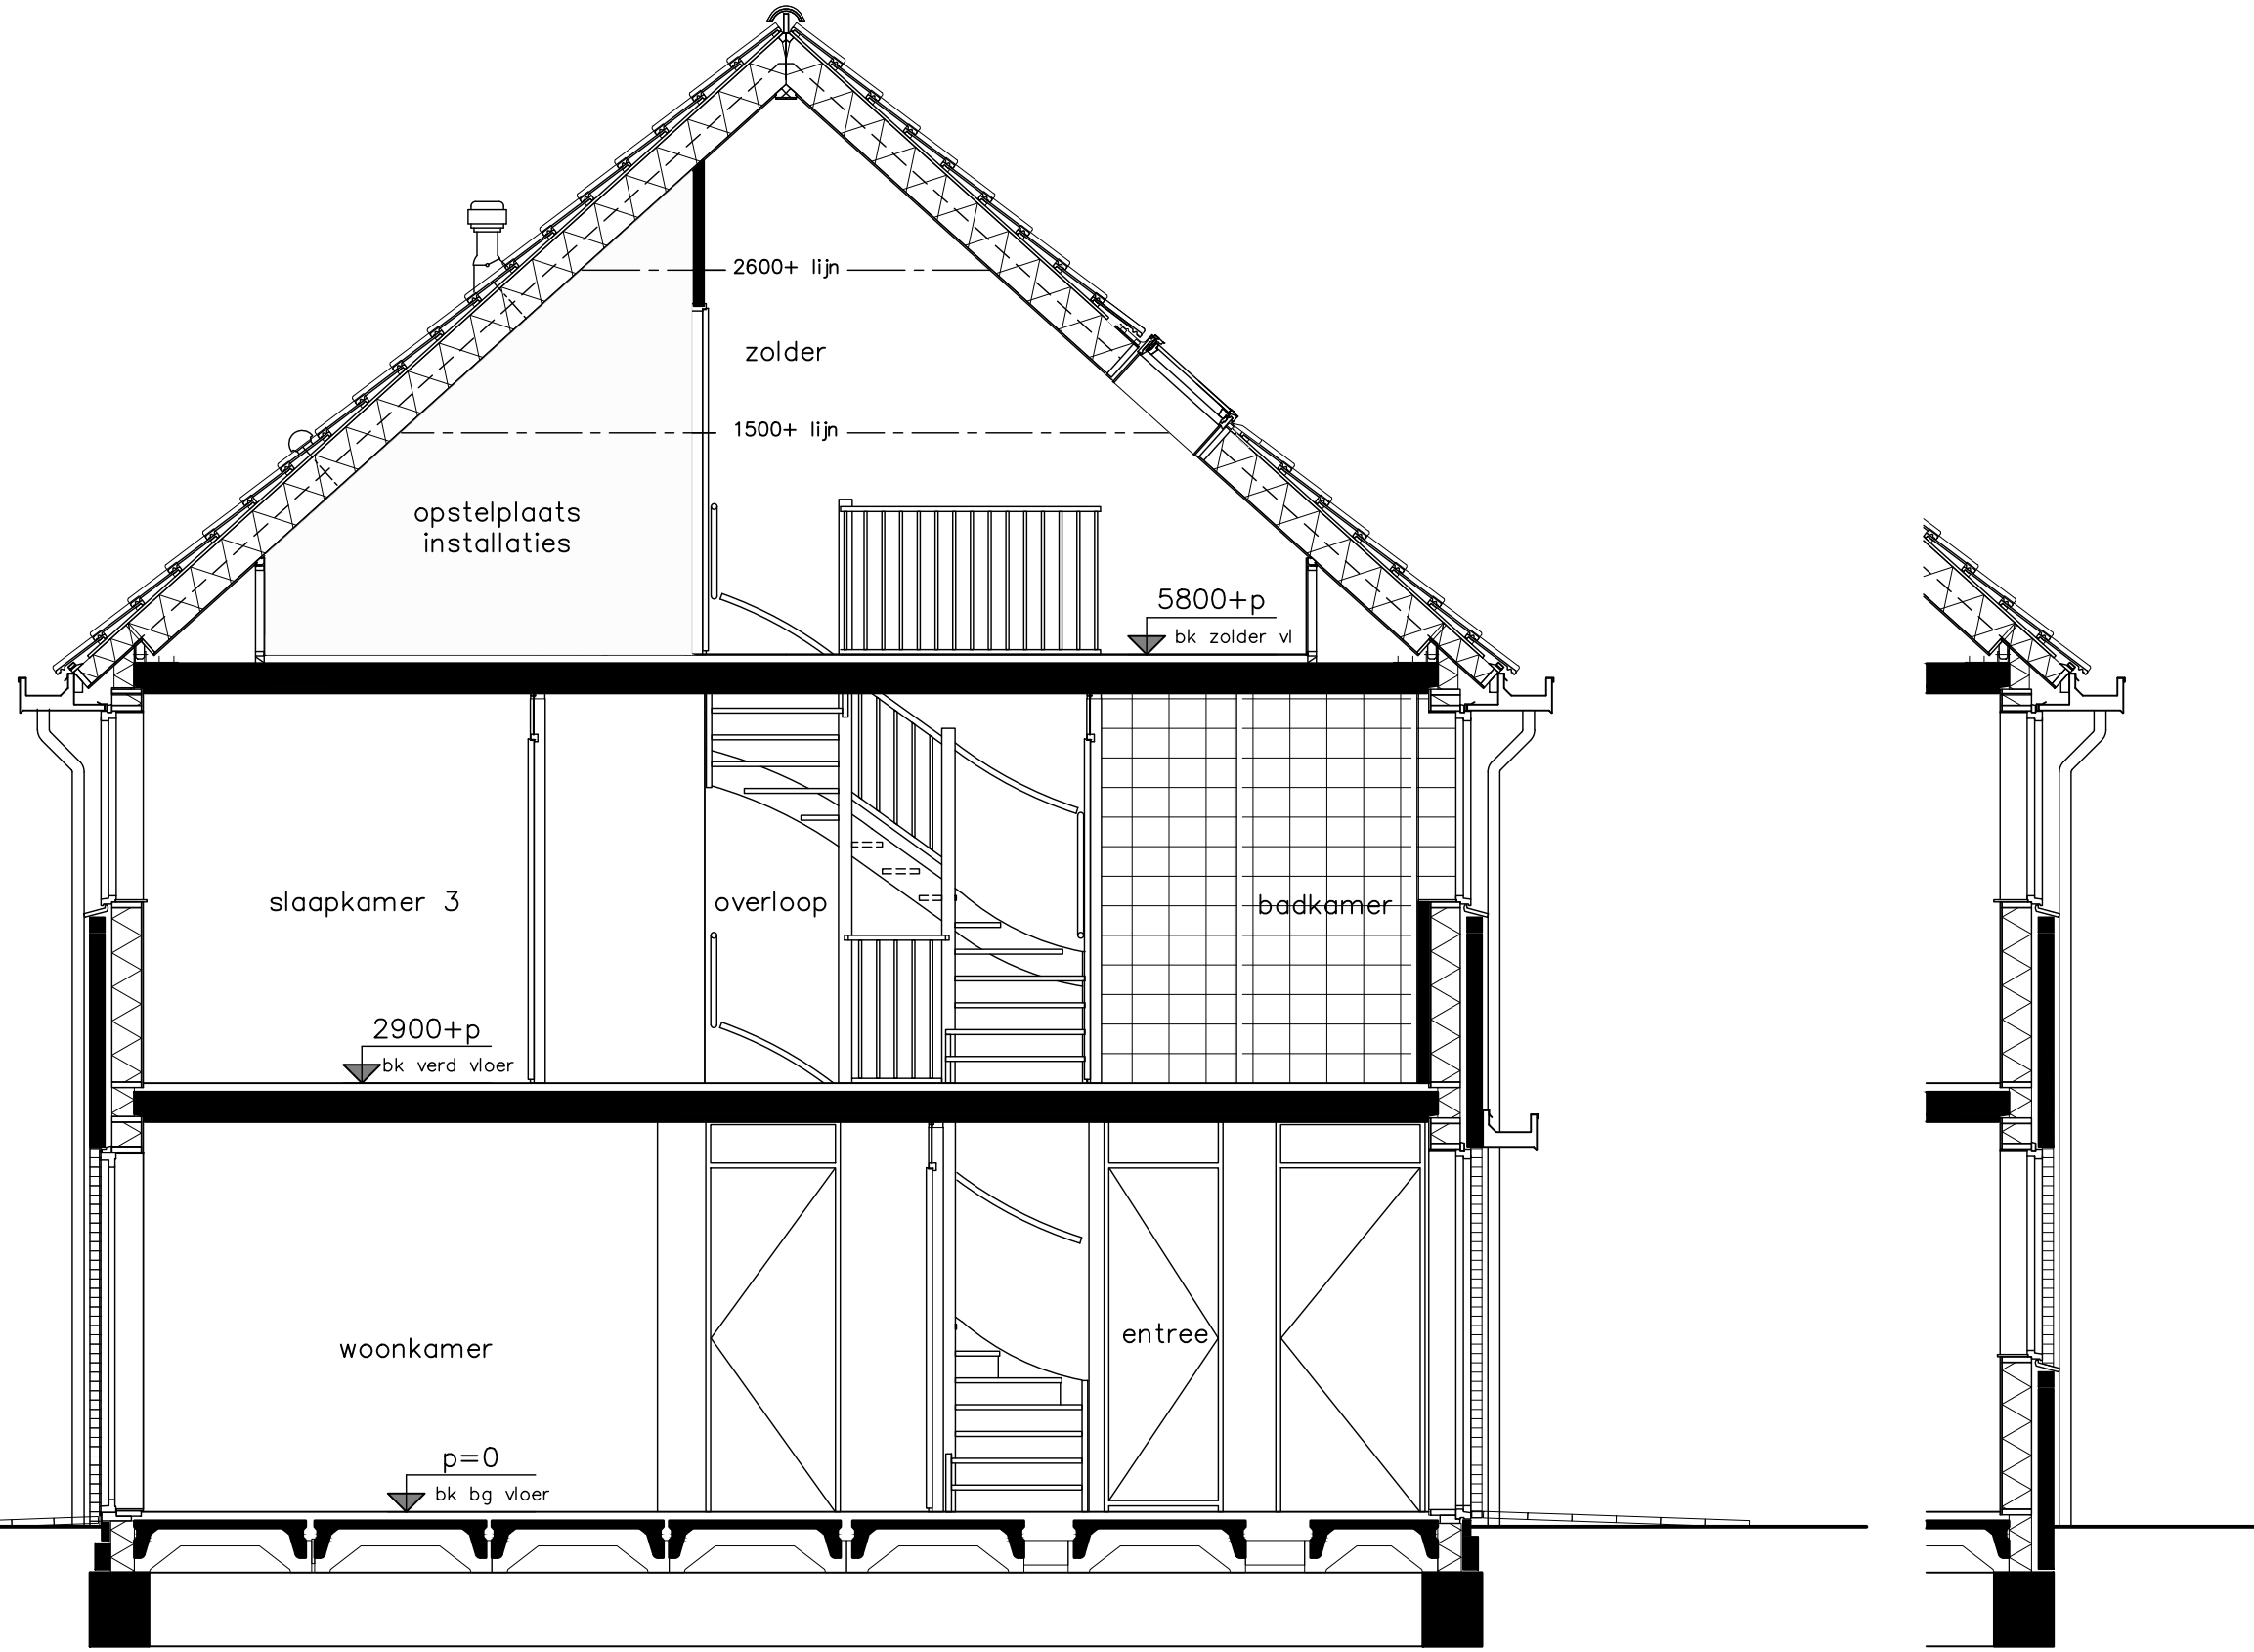 2600+ lijn
zolder
1500+ lijn
opstelplaats
installaties
5800+p
bk zolder vl
slaapkamer 3
overloop
badkamer
2900+p
bk verd vloer
woonkamer
entree
p=0
bk bg vloer